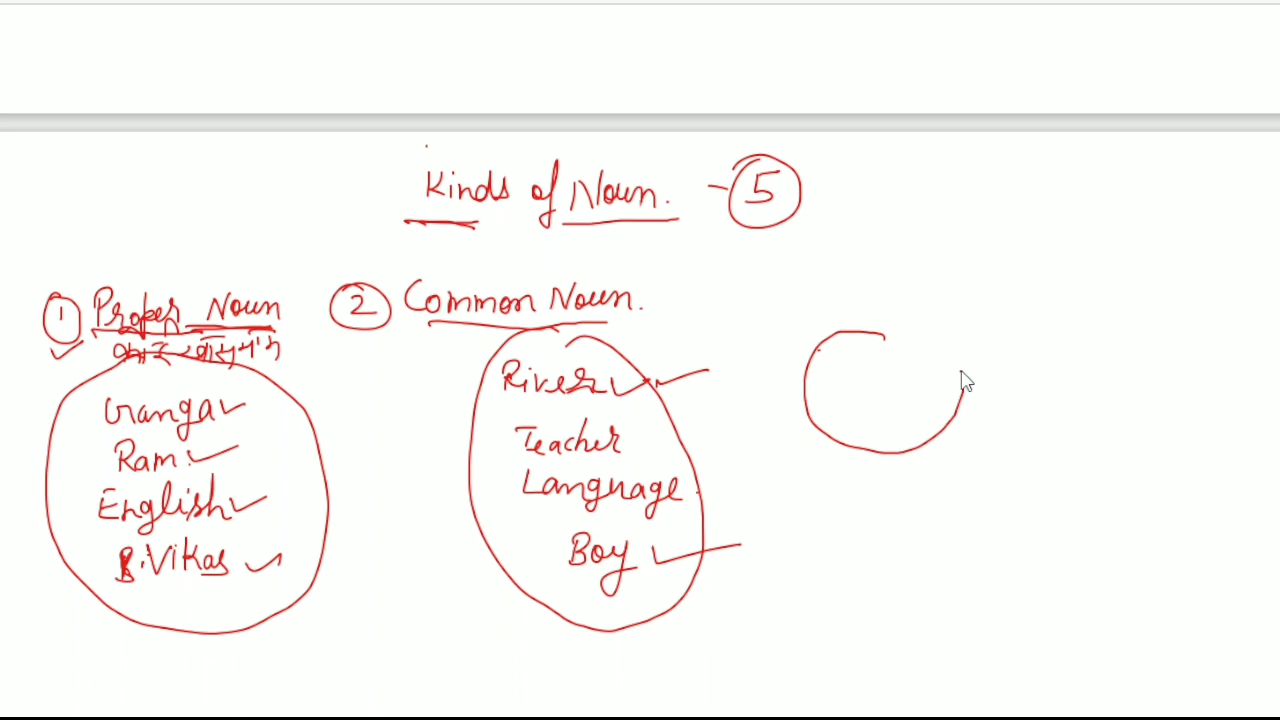 Kinds of Noun. - 5
1 Proper Noun
2 Common Noun.
Ganga
Ram.
English
Vikas
River
Teacher
Language.
Boy